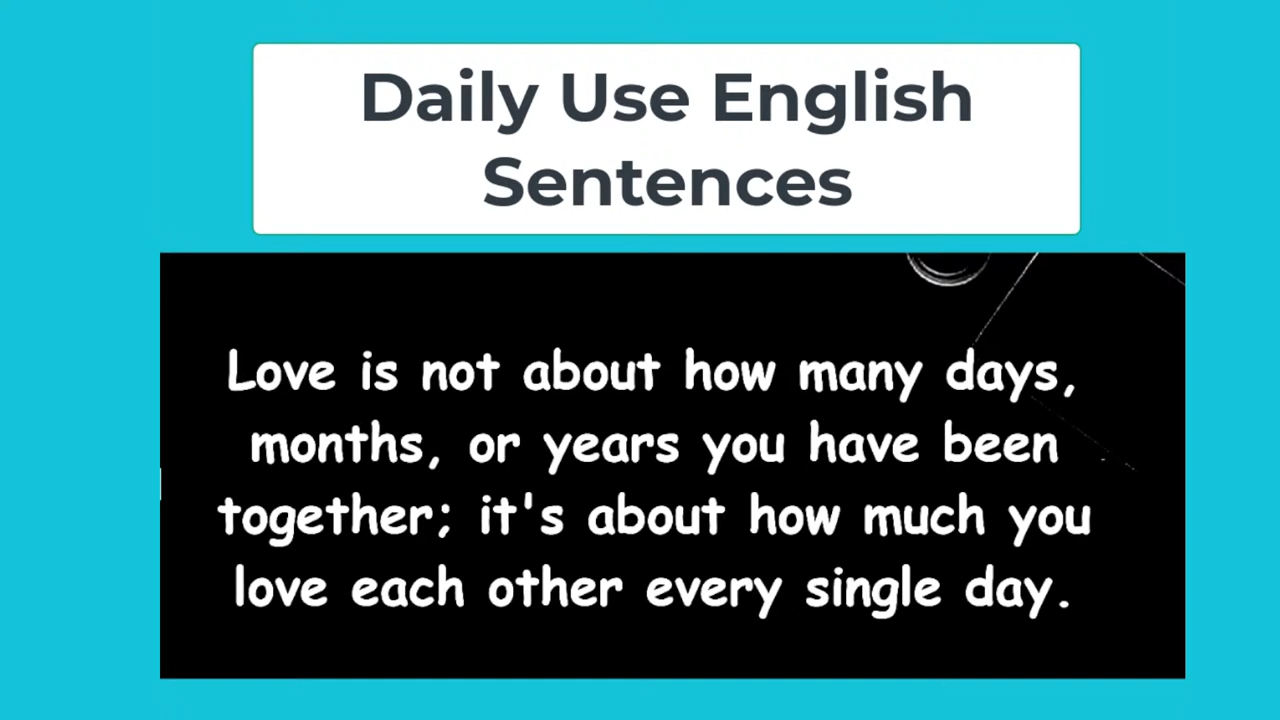 Daily Use English
Sentences
Love is not about how many days,
months, or years you have been
together; it's about how much you
love each other every single day.